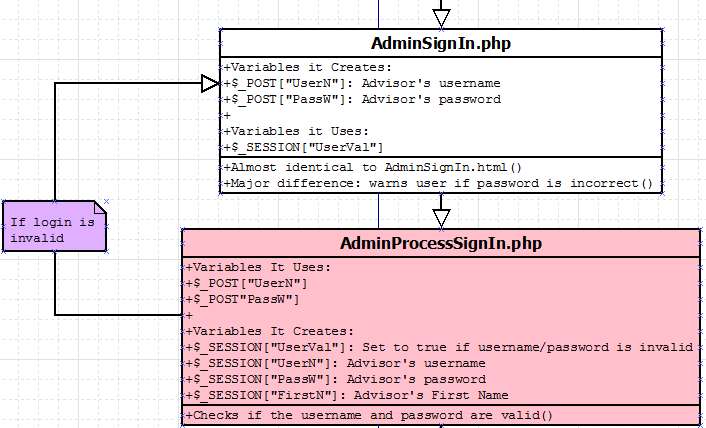 AdminSignIn.php
+Variables it Creates:
+$_POST["UserN"]: Advisor's username
+$_POST["PassW"]: Advisor's password
+
+Variables it Uses:
+$_SESSION["UserVal"]
+Almost identical to AdminSignIn.html()
+Major difference: warns user if password is incorrect()
If login is
invalid
AdminProcessSignIn.php
+Variables It Uses:
+$_POST["UserN"]
+$_POST"PassW"]
+
+Variables It Creates:
+$_SESSION["UserVal"]: Set to true if username/password is invalid
+$_SESSION["UserN"]: Advisor's username
+$_SESSION["PassW"]: Advisor's password
+$_SESSION["FirstN"]: Advisor's First Name
+Checks if the username and password are valid()